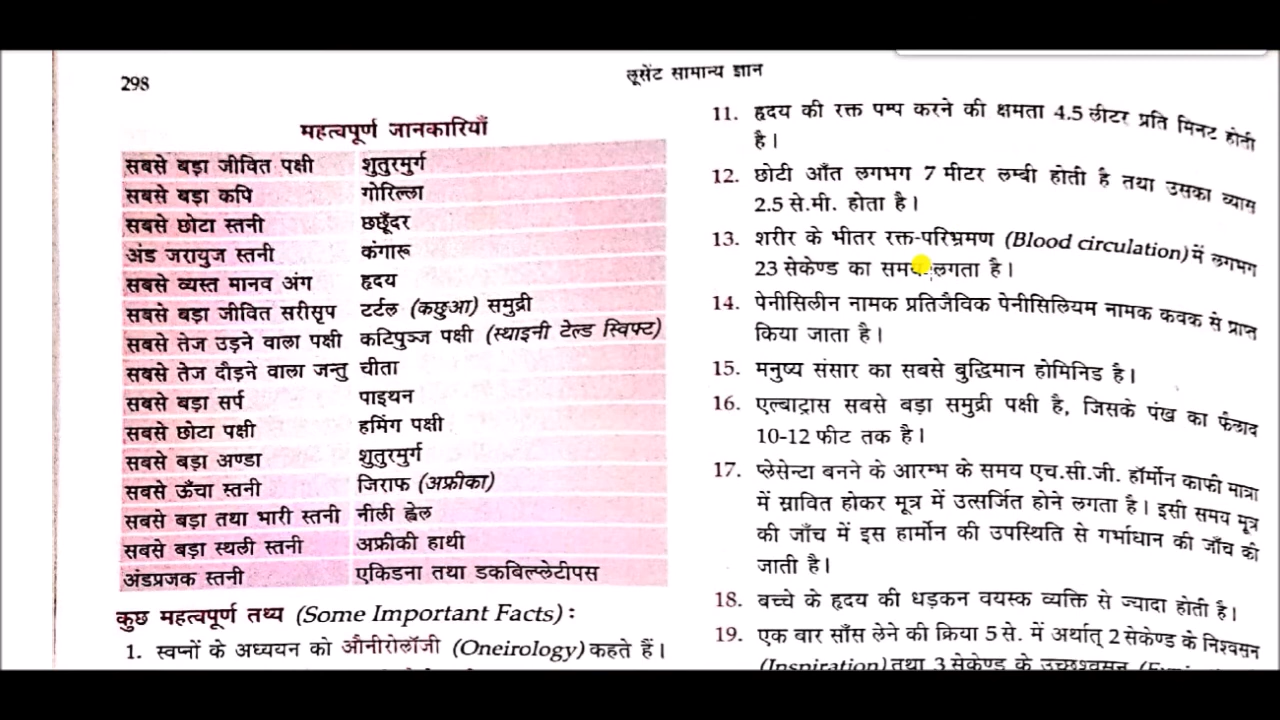 298
लूसेंट सामान्य ज्ञान
महत्वपूर्ण जानकारियाँ
सबसे बड़ा जीवित पक्षी शुतुरमुर्ग
सबसे बड़ा कपि गोरिल्ला
सबसे छोटा स्तनी छछूँदर
अंड जरायुज स्तनी कंगारू
सबसे व्यस्त मानव अंग हृदय
सबसे बड़ा जीवित सरीसृप टर्टल (कछुआ) समुद्री
सबसे तेज उड़ने वाला पक्षी कटिपुञ्ज पक्षी (स्थाइनी टेल्ड स्विफ्ट)
सबसे तेज दौड़ने वाला जन्तु चीता
सबसे बड़ा सर्प पाइथन
सबसे छोटा पक्षी हमिंग पक्षी
सबसे बड़ा अण्डा शुतुरमुर्ग
सबसे ऊँचा स्तनी जिराफ (अफ्रीका)
सबसे बड़ा तथा भारी स्तनी नीली ह्वेल
सबसे बड़ा स्थली स्तनी अफ्रीकी हाथी
अंडप्रजक स्तनी एकिडना तथा डकबिल्लेटीपस
कुछ महत्वपूर्ण तथ्य (Some Important Facts) :
1. स्वप्नों के अध्ययन को औनीरोलॉजी (Oneirology) कहते हैं।
11. हृदय की रक्त पम्प करने की क्षमता 4.5 लीटर प्रति मिनट होती
है।
12. छोटी आँत लगभग 7 मीटर लम्बी होती है तथा उसका व्यास
2.5 से.मी. होता है।
13. शरीर के भीतर रक्त-परिभ्रमण (Blood circulation) में लगभग
23 सेकेण्ड का समय लगता है।
14. पेनीसिलीन नामक प्रतिजैविक पेनीसिलियम नामक कवक से प्राप्त
किया जाता है।
15. मनुष्य संसार का सबसे बुद्धिमान होमिनिड है।
16. एल्बाट्रास सबसे बड़ा समुद्री पक्षी है, जिसके पंख का फैलाव
10-12 फीट तक है।
17. प्लेसेन्टा बनने के आरम्भ के समय एच.सी.जी. हॉर्मोन काफी मात्रा
में स्रावित होकर मूत्र में उत्सर्जित होने लगता है। इसी समय मूत्र
की जाँच में इस हार्मोन की उपस्थिति से गर्भाधान की जाँच की
जाती है।
18. बच्चे के हृदय की धड़कन वयस्क व्यक्ति से ज्यादा होती है।
19. एक बार साँस लेने की क्रिया 5 से. में अर्थात् 2 सेकेण्ड के निश्वसन
(Inspiration) तथा 3 सेकेण्ड के उच्छश्वसन